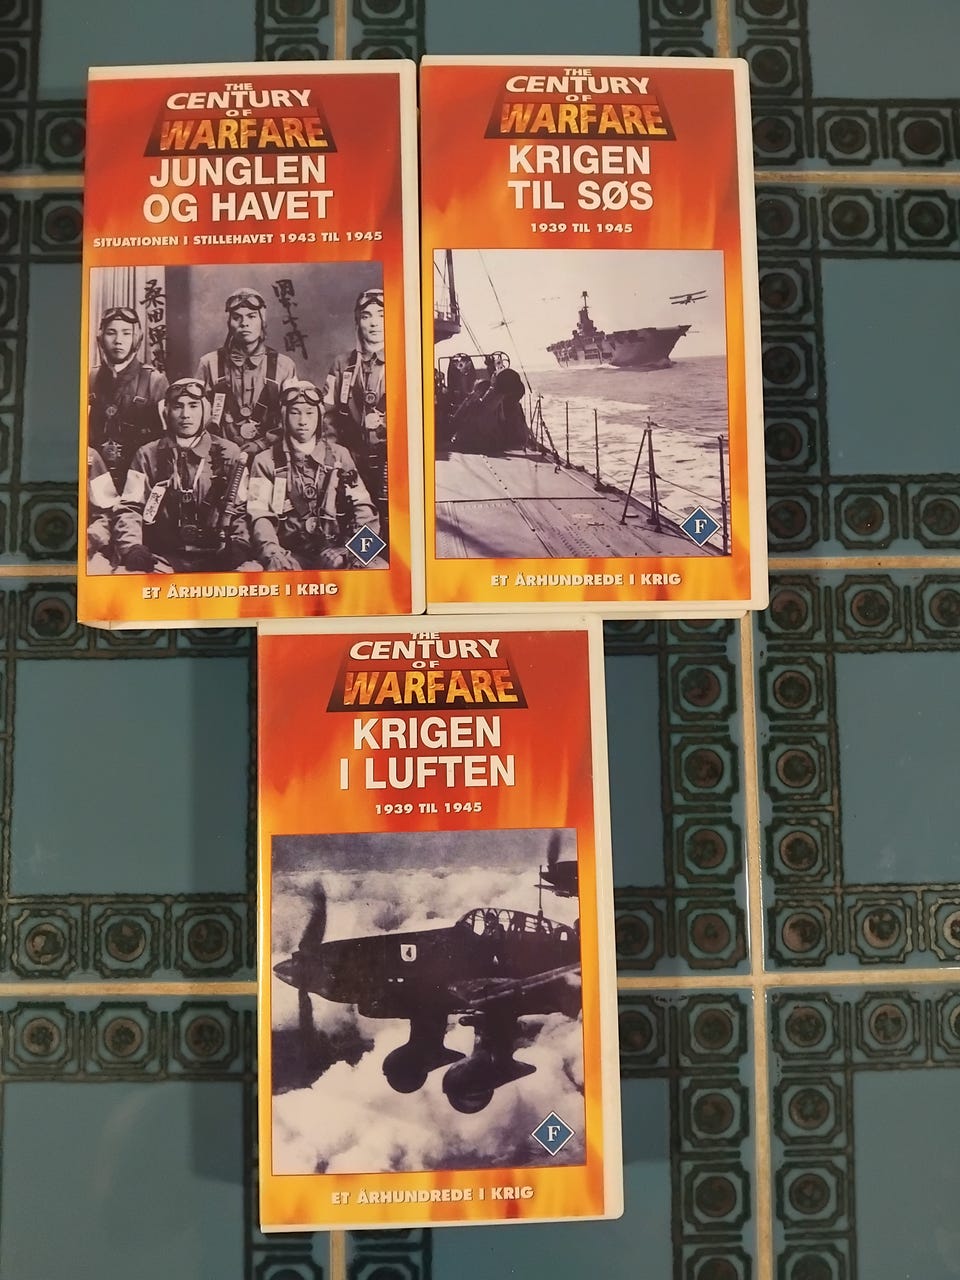 THE
CENTURY
OF
WARFARE
JUNGLEN
OG HAVET
SITUATIONEN I STILLEHAVET 1943 TIL 1945
F
ET ÅRHUNDREDE I KRIG
THE
CENTURY
OF
WARFARE
KRIGEN
TIL SØS
1939 TIL 1945
F
ET ÅRHUNDREDE I KRIG
THE
CENTURY
OF
WARFARE
KRIGEN
I LUFTEN
1939 TIL 1945
F
ET ÅRHUNDREDE I KRIG